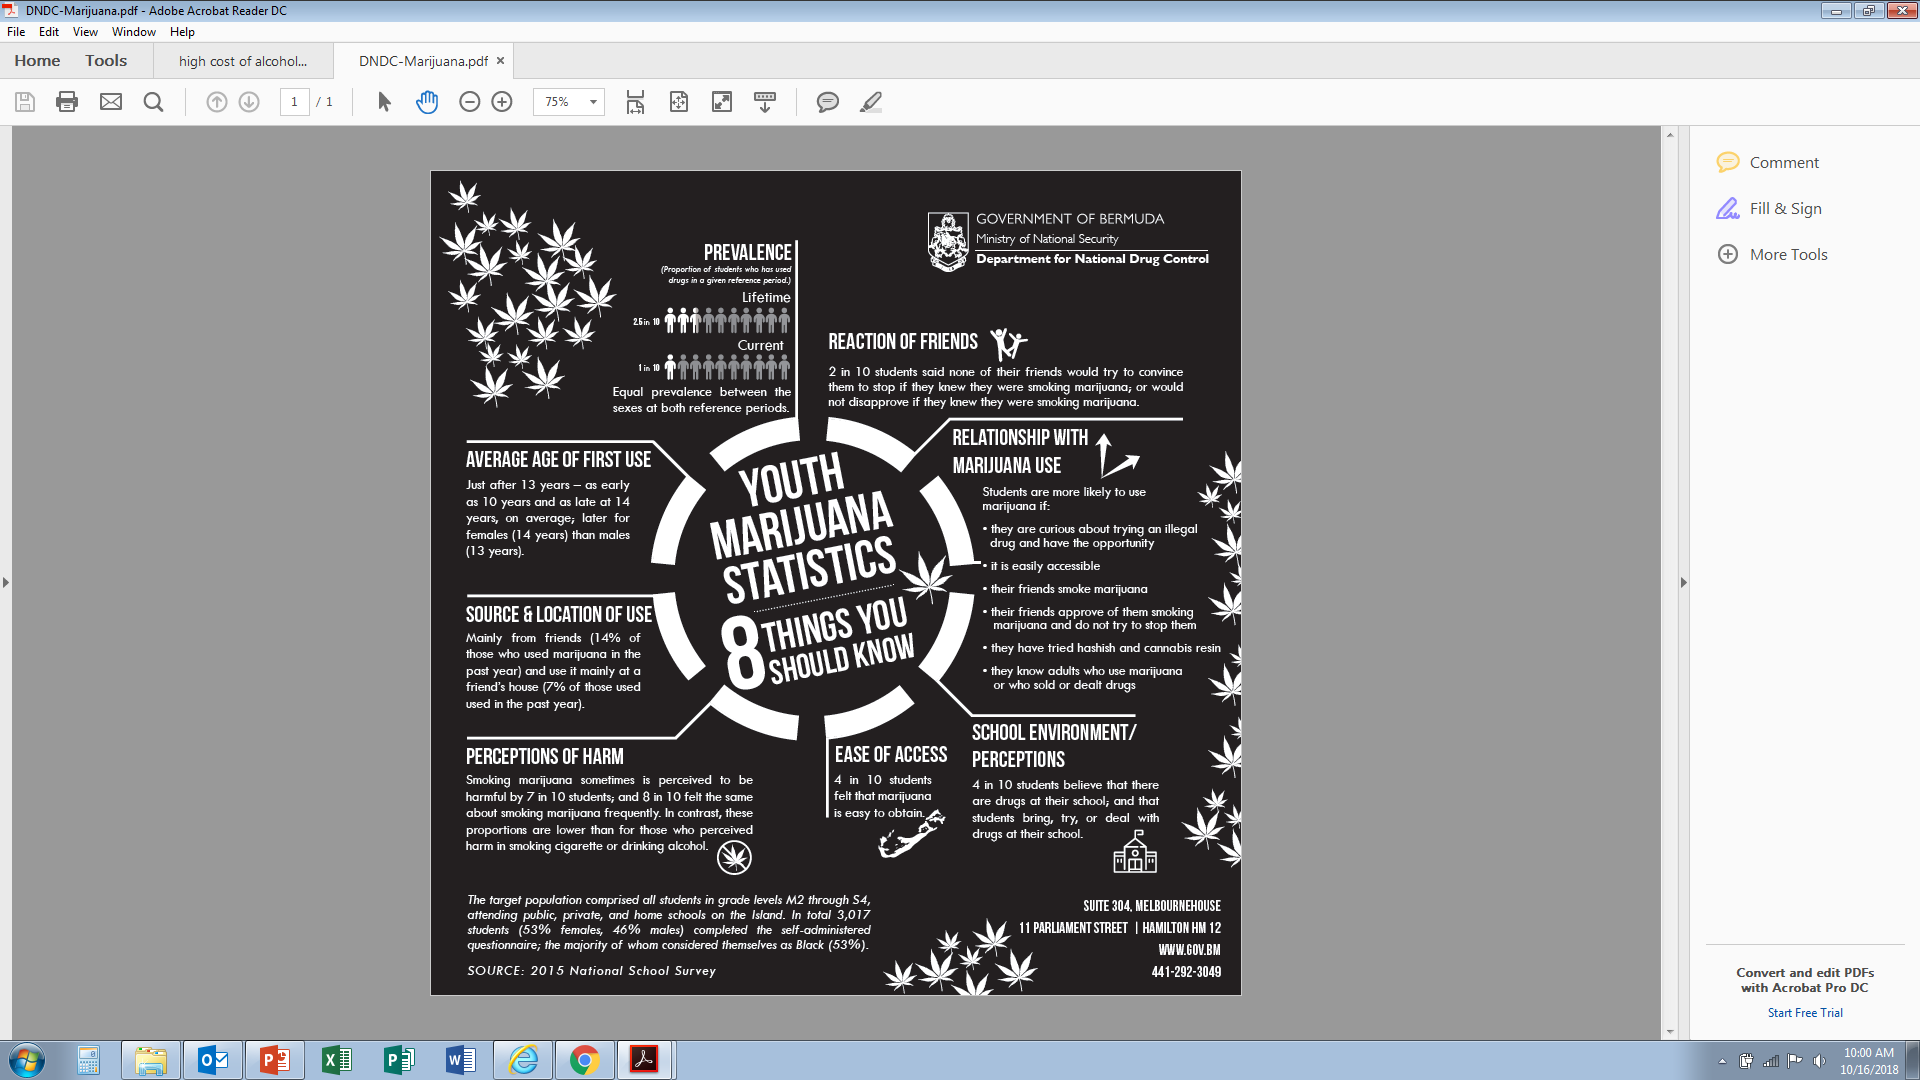 DNDC-Marijuana.pdf - Adobe Acrobat Reader DC
File Edit View Window Help
Home Tools high cost of alcohol... DNDC-Marijuana.pdf
1 / 1 75%
PREVALENCE
(Proportion of students who has used
drugs in a given reference period.)
Lifetime
2.5 in 10
Current
1 in 10
Equal prevalence between the
sexes at both reference periods.
GOVERNMENT OF BERMUDA
Ministry of National Security
Department for National Drug Control
REACTION OF FRIENDS
2 in 10 students said none of their friends would try to convince
them to stop if they knew they were smoking marijuana; or would
not disapprove if they knew they were smoking marijuana.
AVERAGE AGE OF FIRST USE
Just after 13 years – as early
as 10 years and as late at 14
years, on average; later for
females (14 years) than males
(13 years).
YOUTH
MARIJUANA
STATISTICS
8 THINGS YOU
SHOULD KNOW
RELATIONSHIP WITH
MARIJUANA USE
Students are more likely to use
marijuana if:
• they are curious about trying an illegal
drug and have the opportunity
• it is easily accessible
• their friends smoke marijuana
• their friends approve of them smoking
marijuana and do not try to stop them
• they have tried hashish and cannabis resin
• they know adults who use marijuana
or who sold or dealt drugs
SOURCE & LOCATION OF USE
Mainly from friends (14% of
those who used marijuana in the
past year) and use it mainly at a
friend's house (7% of those used
used in the past year).
PERCEPTIONS OF HARM
Smoking marijuana sometimes is perceived to be
harmful by 7 in 10 students; and 8 in 10 felt the same
about smoking marijuana frequently. In contrast, these
proportions are lower than for those who perceived
harm in smoking cigarette or drinking alcohol.
EASE OF ACCESS
4 in 10 students
felt that marijuana
is easy to obtain.
SCHOOL ENVIRONMENT/
PERCEPTIONS
4 in 10 students believe that there
are drugs at their school; and that
students bring, try, or deal with
drugs at their school.
The target population comprised all students in grade levels M2 through S4,
attending public, private, and home schools on the Island. In total 3,017
students (53% females, 46% males) completed the self-administered
questionnaire; the majority of whom considered themselves as Black (53%).
SOURCE: 2015 National School Survey
SUITE 304, MELBOURNEHOUSE
11 PARLIAMENT STREET | HAMILTON HM 12
WWW.GOV.BM
441-292-3049
Comment
Fill & Sign
More Tools
Convert and edit PDFs
with Acrobat Pro DC
Start Free Trial
10:00 AM
10/16/2018